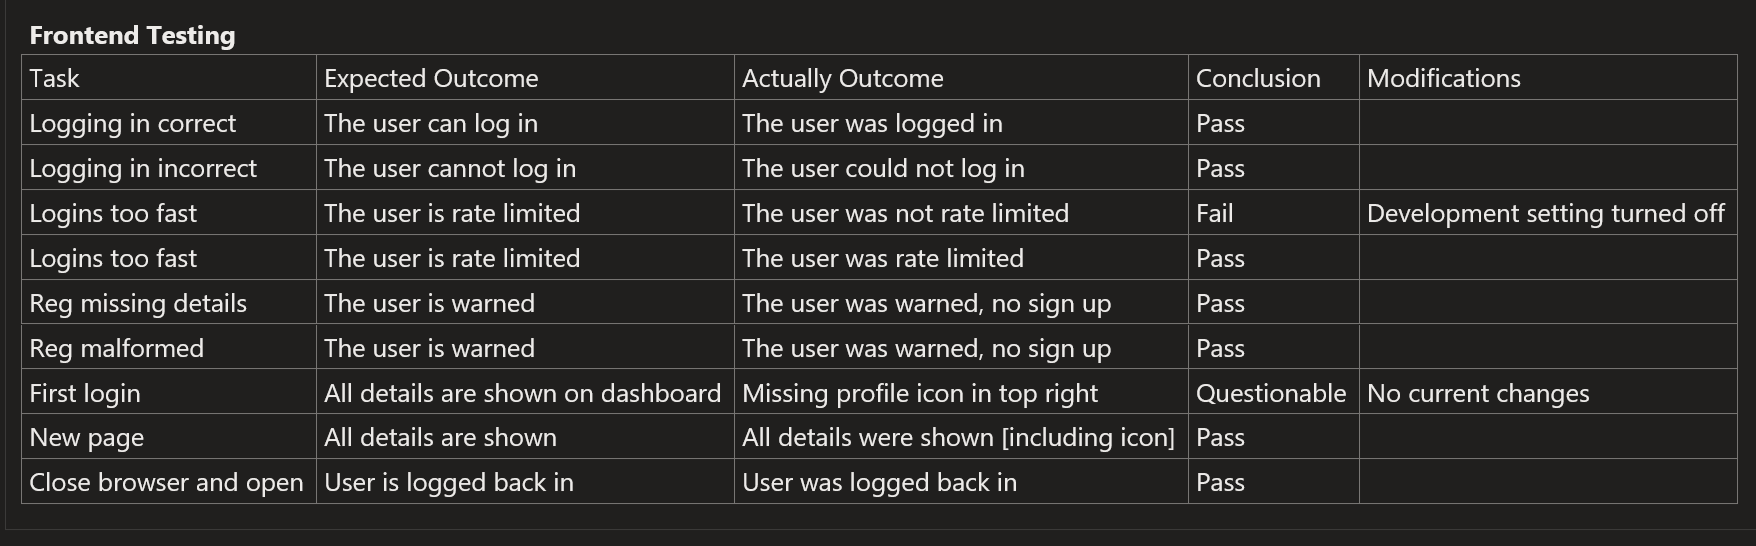 Frontend Testing
Task Expected Outcome Actually Outcome Conclusion Modifications
Logging in correct The user can log in The user was logged in Pass
Logging in incorrect The user cannot log in The user could not log in Pass
Logins too fast The user is rate limited The user was not rate limited Fail Development setting turned off
Logins too fast The user is rate limited The user was rate limited Pass
Reg missing details The user is warned The user was warned, no sign up Pass
Reg malformed The user is warned The user was warned, no sign up Pass
First login All details are shown on dashboard Missing profile icon in top right Questionable No current changes
New page All details are shown All details were shown [including icon] Pass
Close browser and open User is logged back in User was logged back in Pass